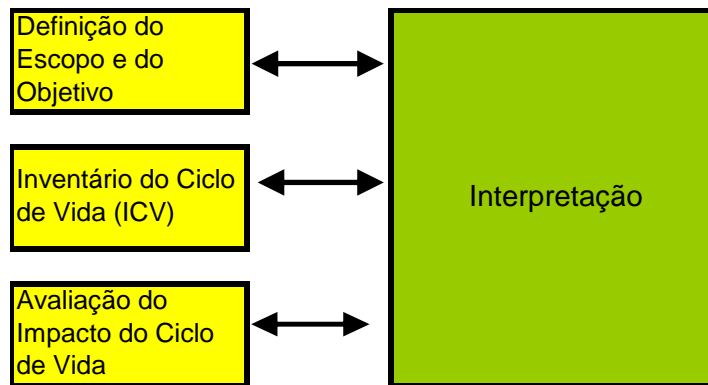 Definição do
Escopo e do
Objetivo
Inventário do Ciclo
de Vida (ICV)
Avaliação do
Impacto do Ciclo
de Vida
Interpretação